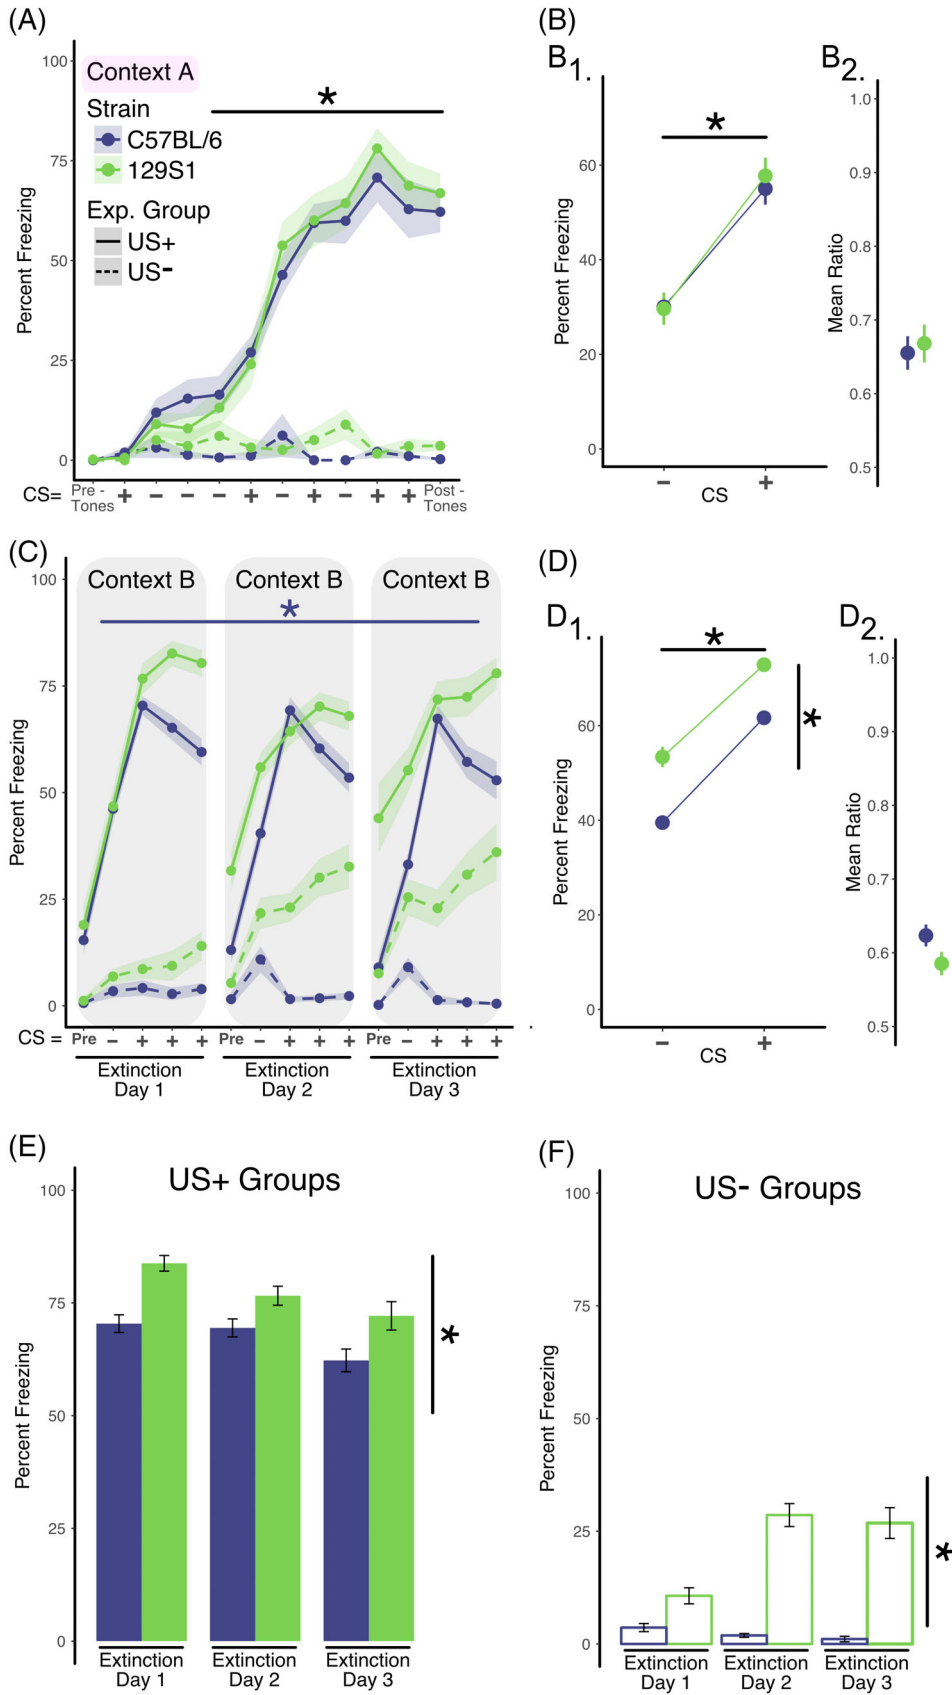 (A)
Context A
Strain
C57BL/6
129S1
Exp. Group
US+
US-
Percent Freezing
100
75
50
25
0
CS= Pre - Tones + − − − + − + − + + Post - Tones
*
(B)
B1.
*
Percent Freezing
60
40
20
0
− +
CS
B2.
Mean Ratio
1.0
0.9
0.8
0.7
0.6
0.5
(C)
Context B Context B Context B
*
Percent Freezing
100
75
50
25
0
CS = Pre − + + + Pre − + + + Pre − + + +
Extinction Extinction Extinction
Day 1 Day 2 Day 3
(D)
D1.
*
*
Percent Freezing
60
40
20
0
− +
CS
D2.
Mean Ratio
1.0
0.9
0.8
0.7
0.6
0.5
(E)
US+ Groups
Percent Freezing
100
75
50
25
0
*
Extinction Extinction Extinction
Day 1 Day 2 Day 3
(F)
US- Groups
Percent Freezing
100
75
50
25
0
*
Extinction Extinction Extinction
Day 1 Day 2 Day 3